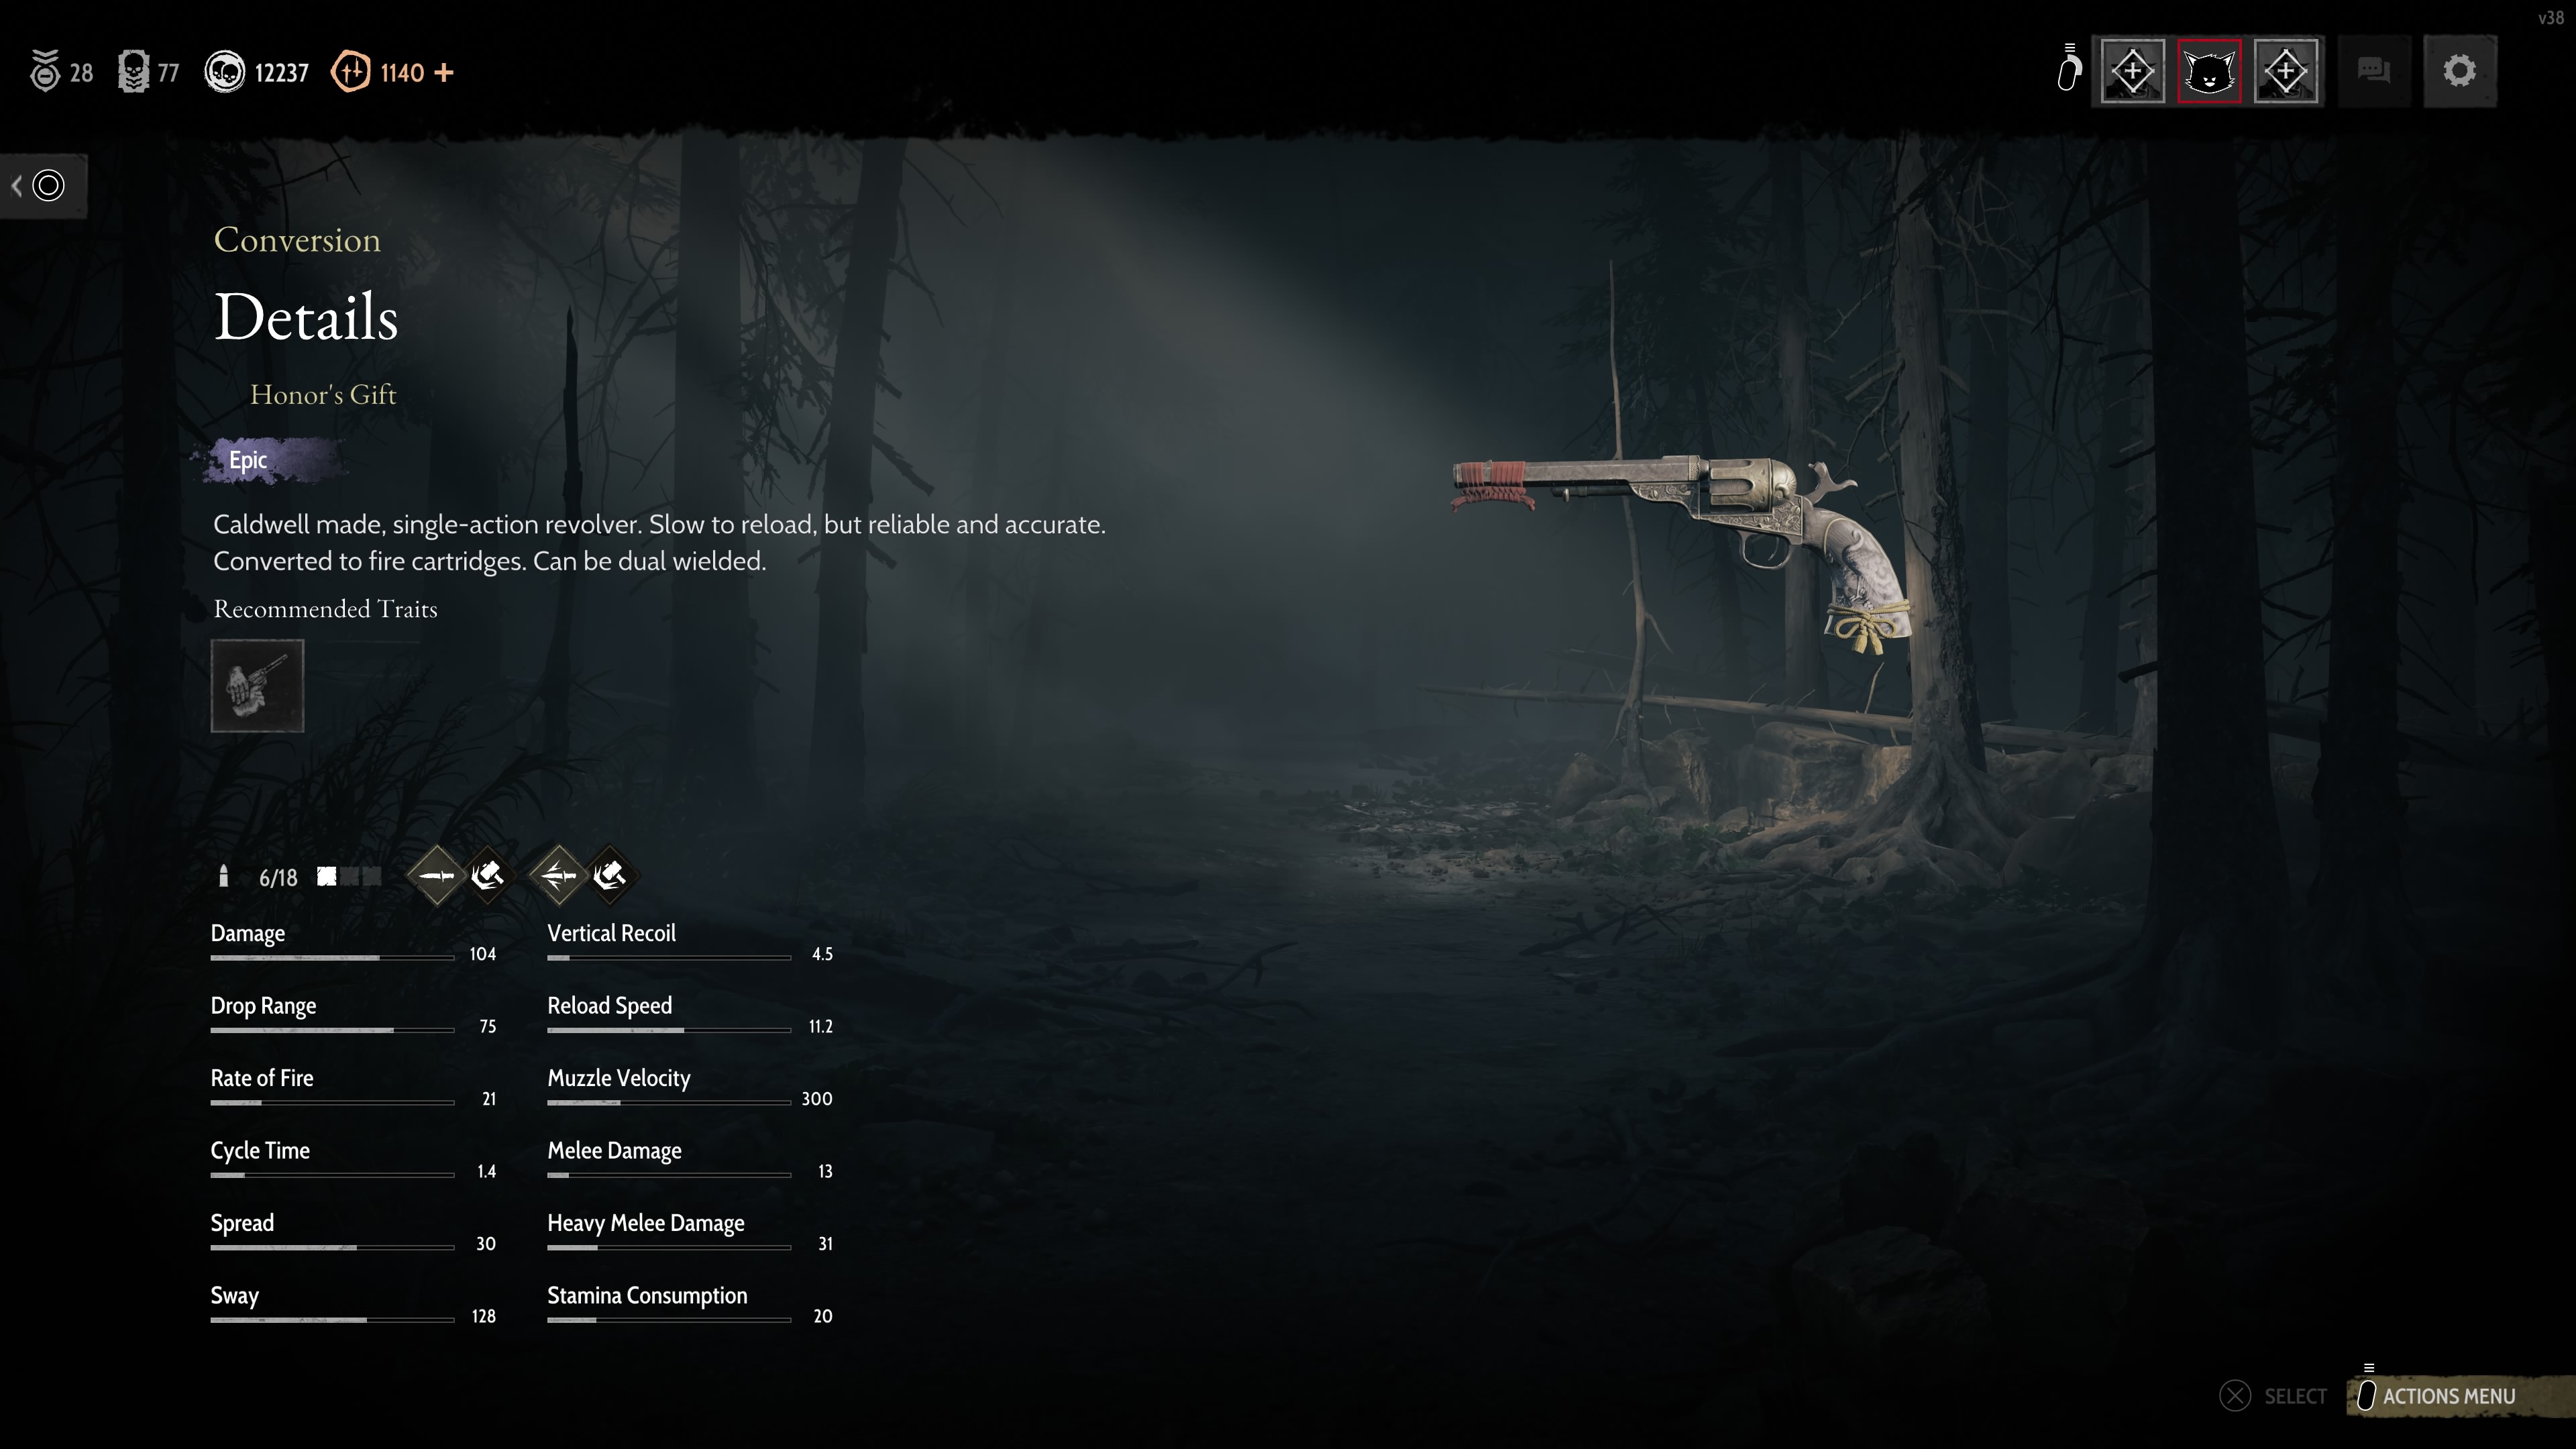 v38
28 77 12237 1140 +
Conversion
Details
Honor's Gift
Epic
Caldwell made, single-action revolver. Slow to reload, but reliable and accurate.
Converted to fire cartridges. Can be dual wielded.
Recommended Traits
6/18
Damage 104
Vertical Recoil 4.5
Drop Range 75
Reload Speed 11.2
Rate of Fire 21
Muzzle Velocity 300
Cycle Time 1.4
Melee Damage 13
Spread 30
Heavy Melee Damage 31
Sway 128
Stamina Consumption 20
SELECT ACTIONS MENU